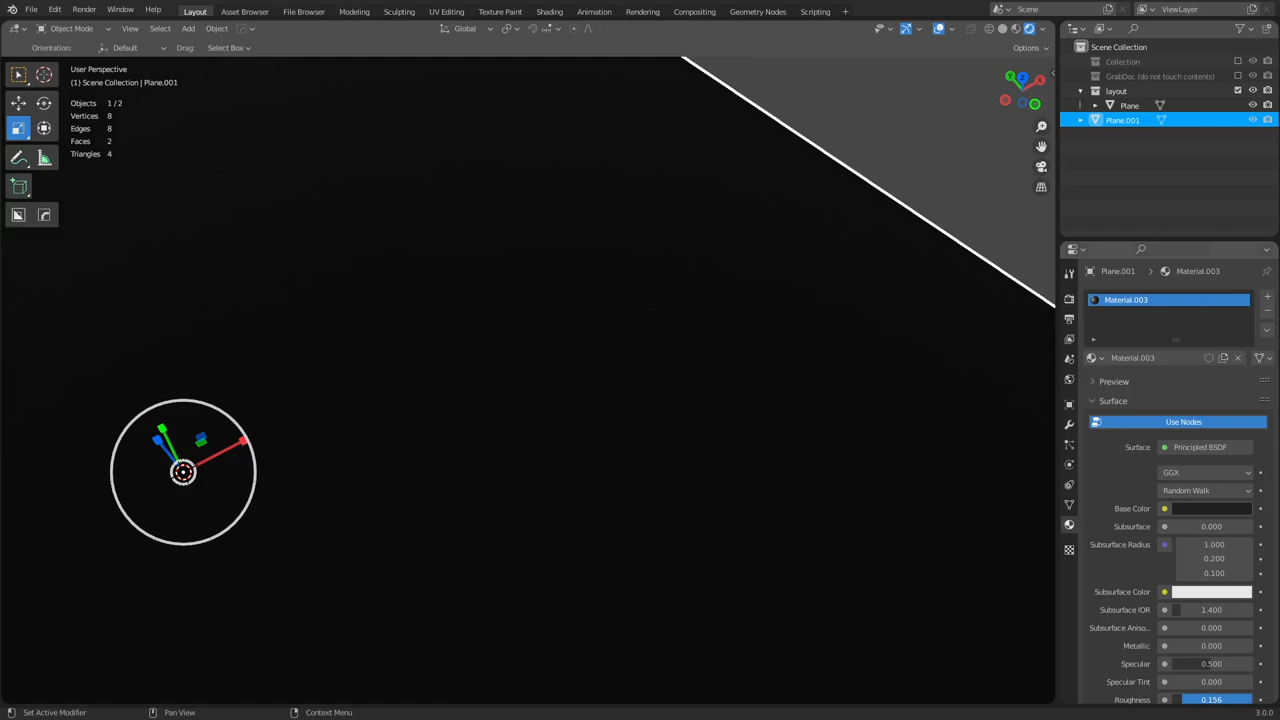 File Edit Render Window Help Layout Asset Browser File Browser Modeling Sculpting UV Editing Texture Paint Shading Animation Rendering Compositing Geometry Nodes Scripting + Scene ViewLayer
Object Mode View Select Add Object Global
Orientation: Default Drag: Select Box Options
User Perspective
(1) Scene Collection | Plane.001
Objects 1 / 2
Vertices 8
Edges 8
Faces 2
Triangles 4
Y Z X
Scene Collection
Collection
GrabDoc (do not touch contents)
layout
Plane
Plane.001
Plane.001 > Material.003
Material.003
Material.003
Preview
Surface
Use Nodes
Surface Principled BSDF
GGX
Random Walk
Base Color
Subsurface 0.000
Subsurface Radius 1.000
0.200
0.100
Subsurface Color
Subsurface IOR 1.400
Subsurface Aniso... 0.000
Metallic 0.000
Specular 0.500
Specular Tint 0.000
Roughness 0.156
Set Active Modifier Pan View Context Menu 3.0.0